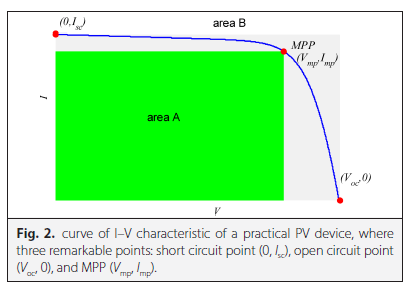 (0,Isc)
area B
MPP
(Vmp,Imp)
area A
I
(Voc,0)
V
Fig. 2. curve of I–V characteristic of a practical PV device, where
three remarkable points: short circuit point (0, Isc), open circuit point
(Voc, 0), and MPP (Vmp, Imp).